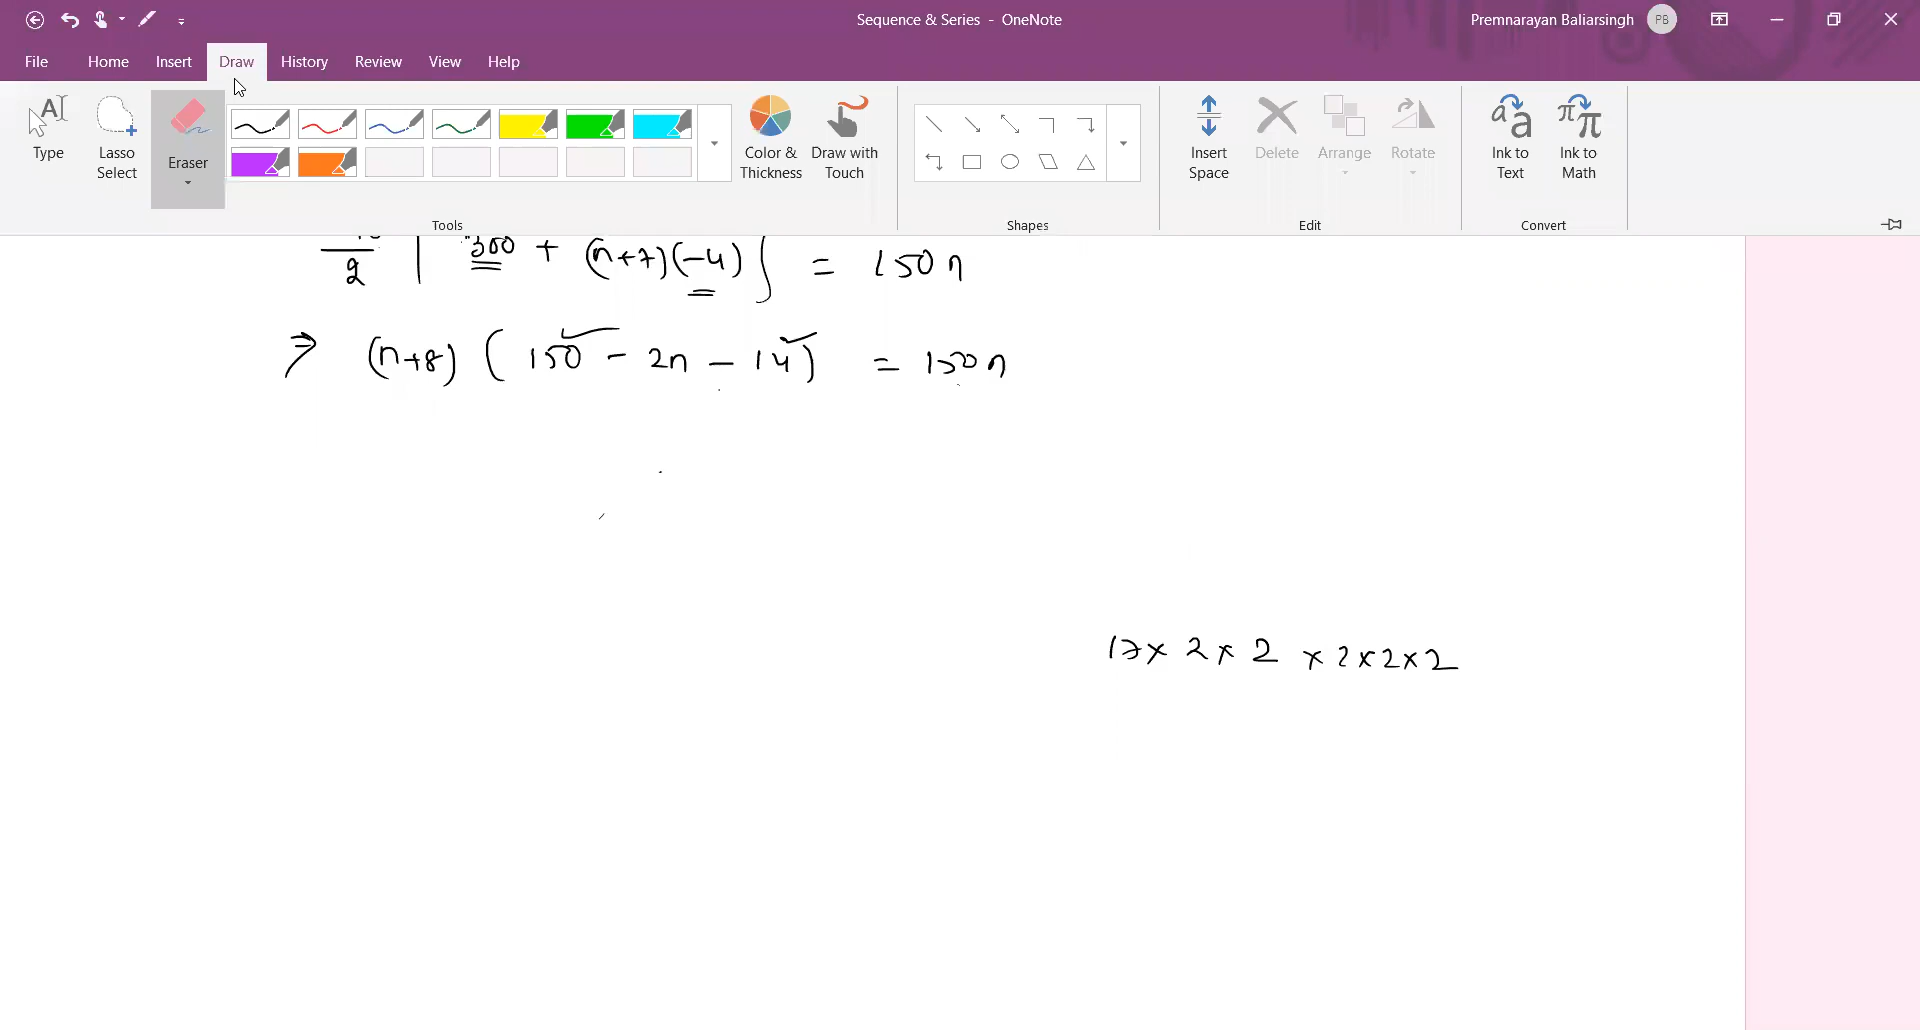 Sequence & Series - OneNote
Premnarayan Baliarsingh PB
File Home Insert Draw History Review View Help
Type
Lasso Select
Eraser
Color & Thickness
Draw with Touch
Insert Space
Delete
Arrange
Rotate
Ink to Text
Ink to Math
Tools
Shapes
Edit
Convert
/2 [ 300 + (n+7)(-4) ] = 150n
⇒ (n+8) ( 150 - 2n - 14 ) = 150n
17 × 2 × 2 × 2 × 2 × 2